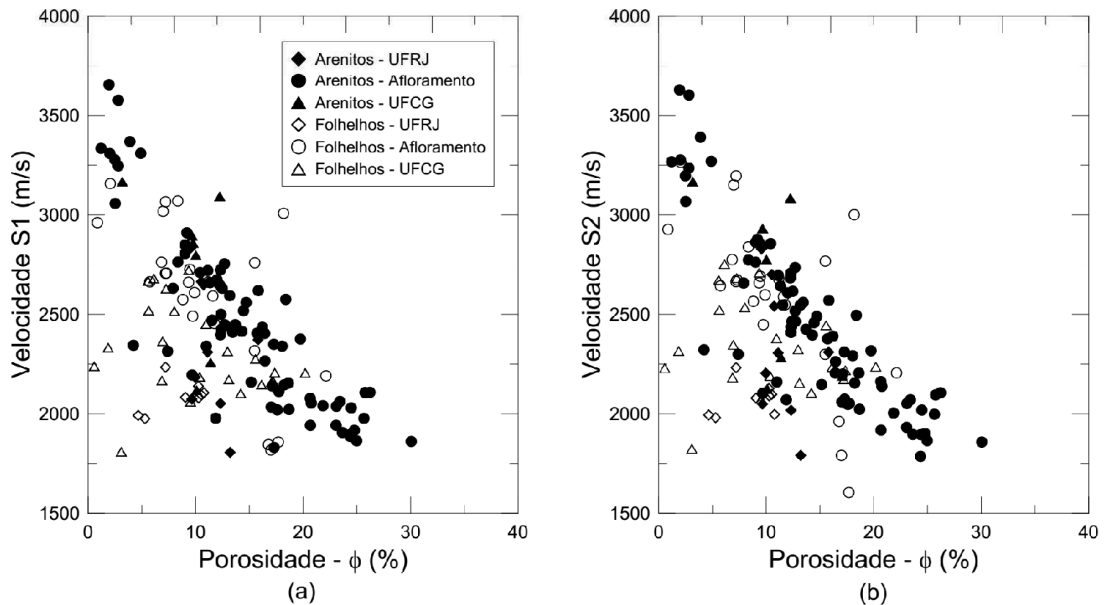 4000
3500
3000
2500
2000
1500
Velocidade S1 (m/s)
Arenitos - UFRJ
Arenitos - Afloramento
Arenitos - UFCG
Folhelhos - UFRJ
Folhelhos - Afloramento
Folhelhos - UFCG
0 10 20 30 40
Porosidade - ϕ (%)
(a)
4000
3500
3000
2500
2000
1500
Velocidade S2 (m/s)
0 10 20 30 40
Porosidade - ϕ (%)
(b)